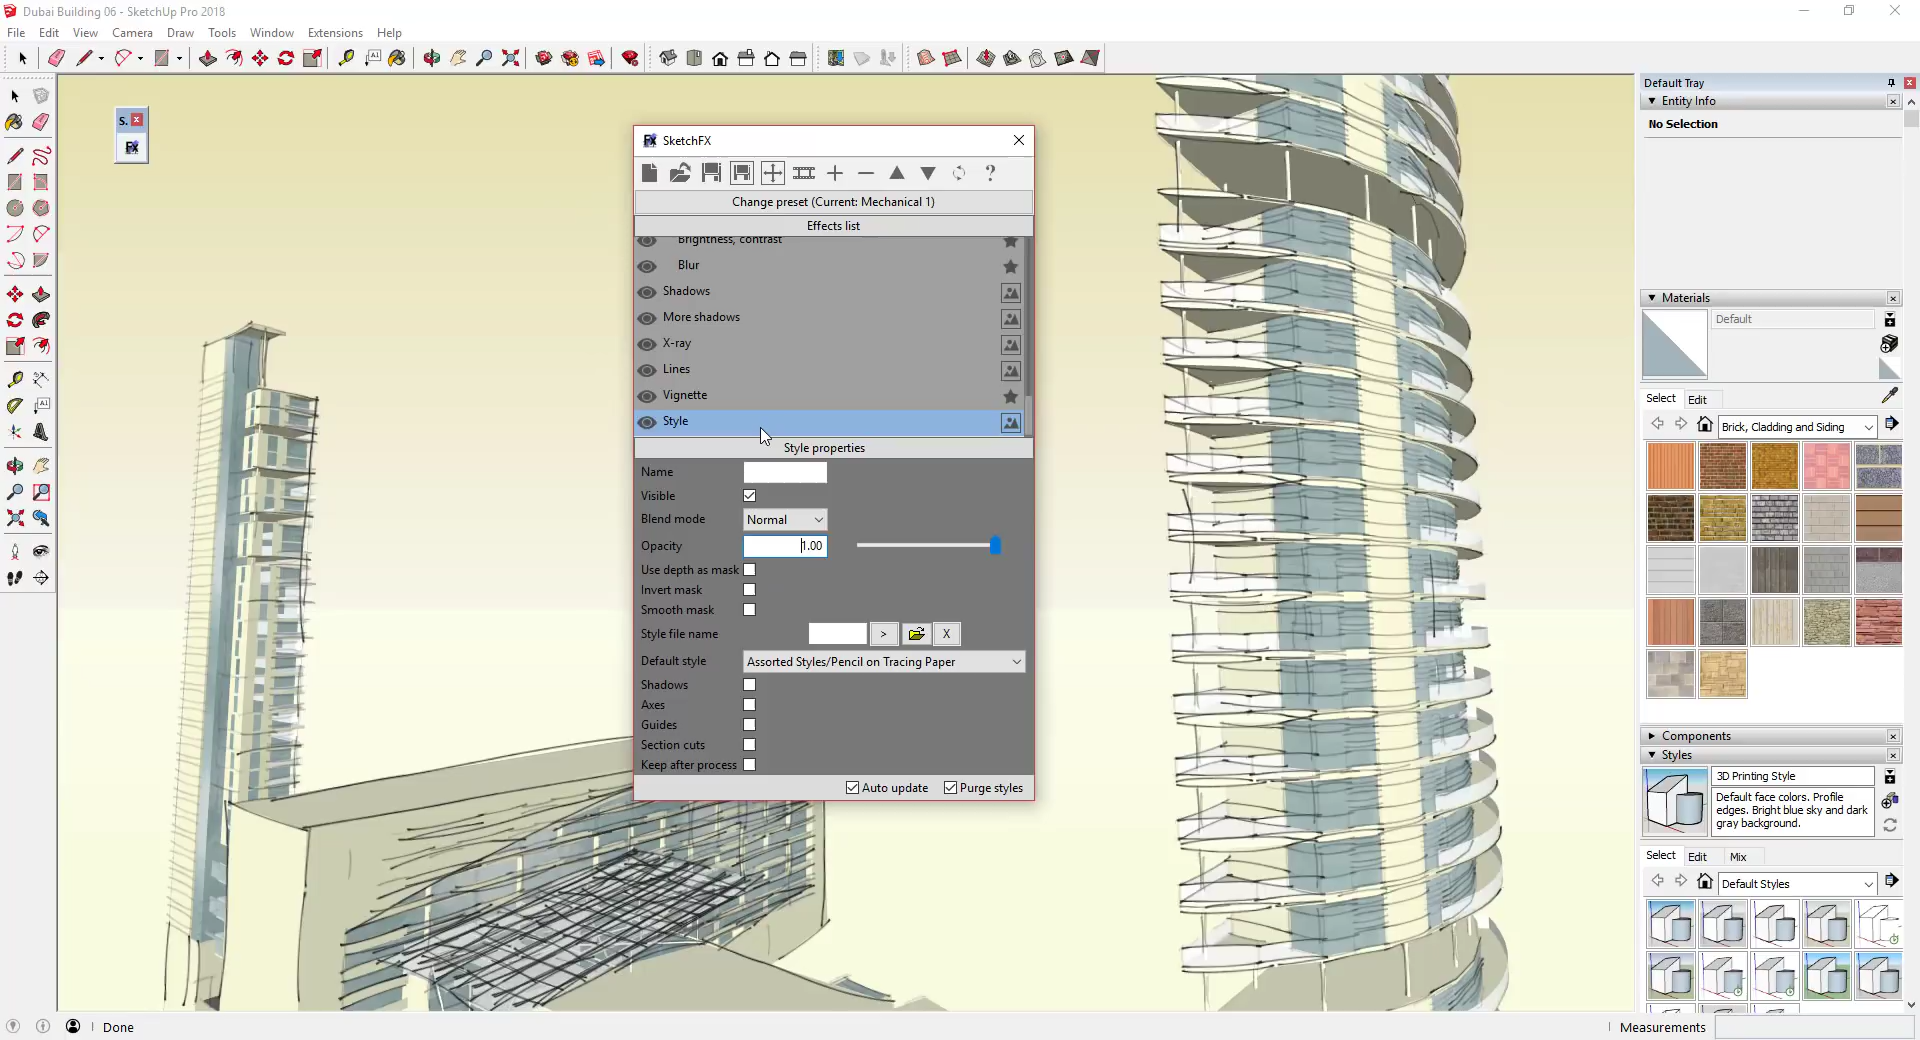 Dubai Building 06 - SketchUp Pro 2018
File Edit View Camera Draw Tools Window Extensions Help
S.
Fx
SketchFX
Change preset (Current: Mechanical 1)
Effects list
Brightness, contrast
Blur
Shadows
More shadows
X-ray
Lines
Vignette
Style
Style properties
Name
Visible
Blend mode Normal
Opacity 1.00
Use depth as mask
Invert mask
Smooth mask
Style file name > X
Default style Assorted Styles/Pencil on Tracing Paper
Shadows
Axes
Guides
Section cuts
Keep after process
Auto update Purge styles
Default Tray
Entity Info
No Selection
Materials
Default
Select Edit
Brick, Cladding and Siding
Components
Styles
3D Printing Style
Default face colors. Profile
edges. Bright blue sky and dark
gray background.
Select Edit Mix
Default Styles
Done
Measurements